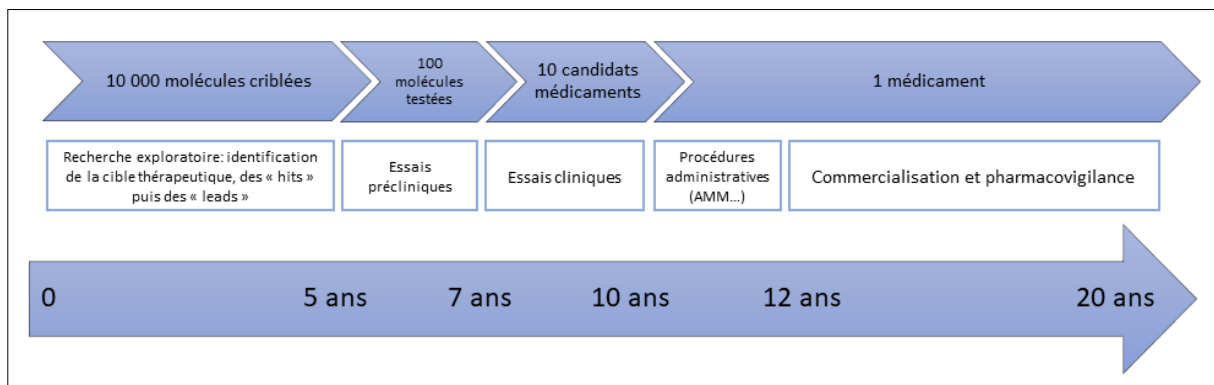 10 000 molécules criblées
100
molécules
testées
10 candidats
médicaments
1 médicament
Recherche exploratoire: identification
de la cible thérapeutique, des « hits »
puis des « leads »
Essais
précliniques
Essais cliniques
Procédures
administratives
(AMM...)
Commercialisation et pharmacovigilance
0
5 ans
7 ans
10 ans
12 ans
20 ans